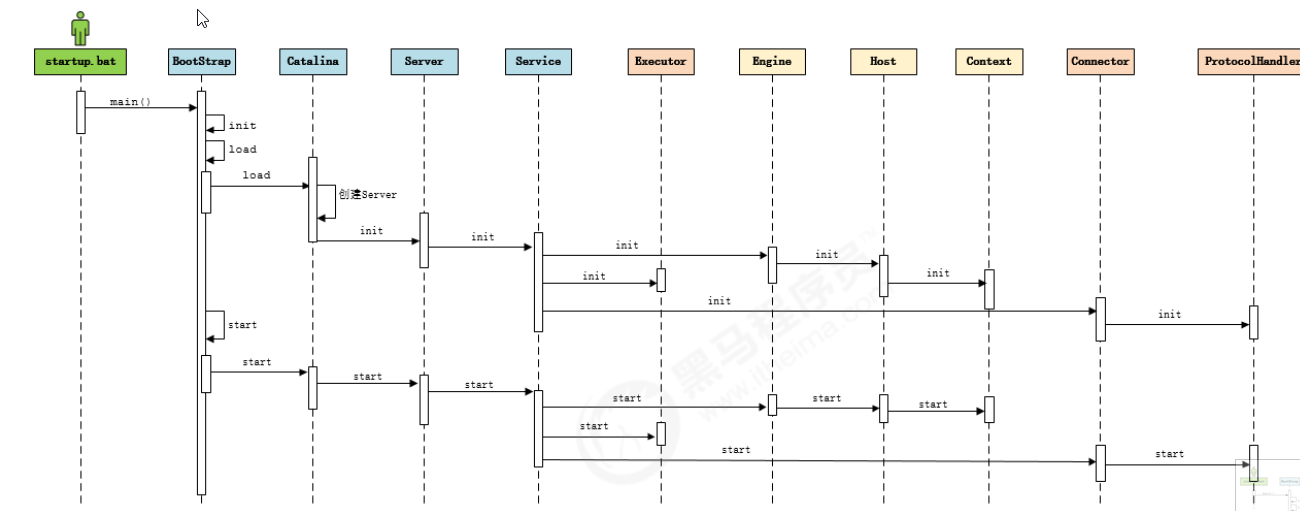 startup.bat BootStrap Catalina Server Service Executor Engine Host Context Connector ProtocolHandler
main()
init
load
load
创建Server
init
init
init
init
init
init
init
init
start
start
start
start
start
start
start
start
start
start
黑马程序员™
www.itheima.com